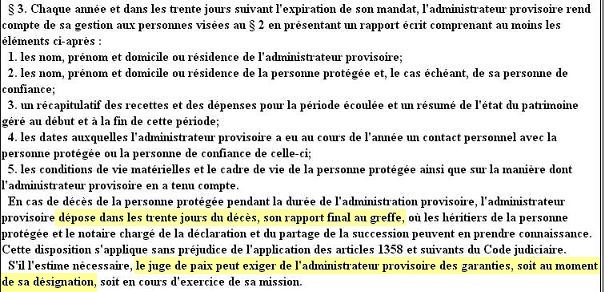 § 3. Chaque année et dans les trente jours suivant l'expiration de son mandat, l'administrateur provisoire rend
compte de sa gestion aux personnes visées au § 2 en présentant un rapport écrit comprenant au moins les
éléments ci-après :
1. les nom, prénom et domicile ou résidence de l'administrateur provisoire;
2. les nom, prénom et domicile ou résidence de la personne protégée et, le cas échéant, de sa personne de
confiance;
3. un récapitulatif des recettes et des dépenses pour la période écoulée et un résumé de l'état du patrimoine
géré au début et à la fin de cette période;
4. les dates auxquelles l'administrateur provisoire a eu au cours de l'année un contact personnel avec la
personne protégée ou la personne de confiance de celle-ci;
5. les conditions de vie matérielles et le cadre de vie de la personne protégée ainsi que sur la manière dont
l'administrateur provisoire en a tenu compte.
En cas de décès de la personne protégée pendant la durée de l'administration provisoire, l'administrateur
provisoire dépose dans les trente jours du décès, son rapport final au greffe, où les héritiers de la personne
protégée et le notaire chargé de la déclaration et du partage de la succession peuvent en prendre connaissance.
Cette disposition s'applique sans préjudice de l'application des articles 1358 et suivants du Code judiciaire.
S'il l'estime nécessaire, le juge de paix peut exiger de l'administrateur provisoire des garanties, soit au moment
de sa désignation, soit en cours d'exercice de sa mission.